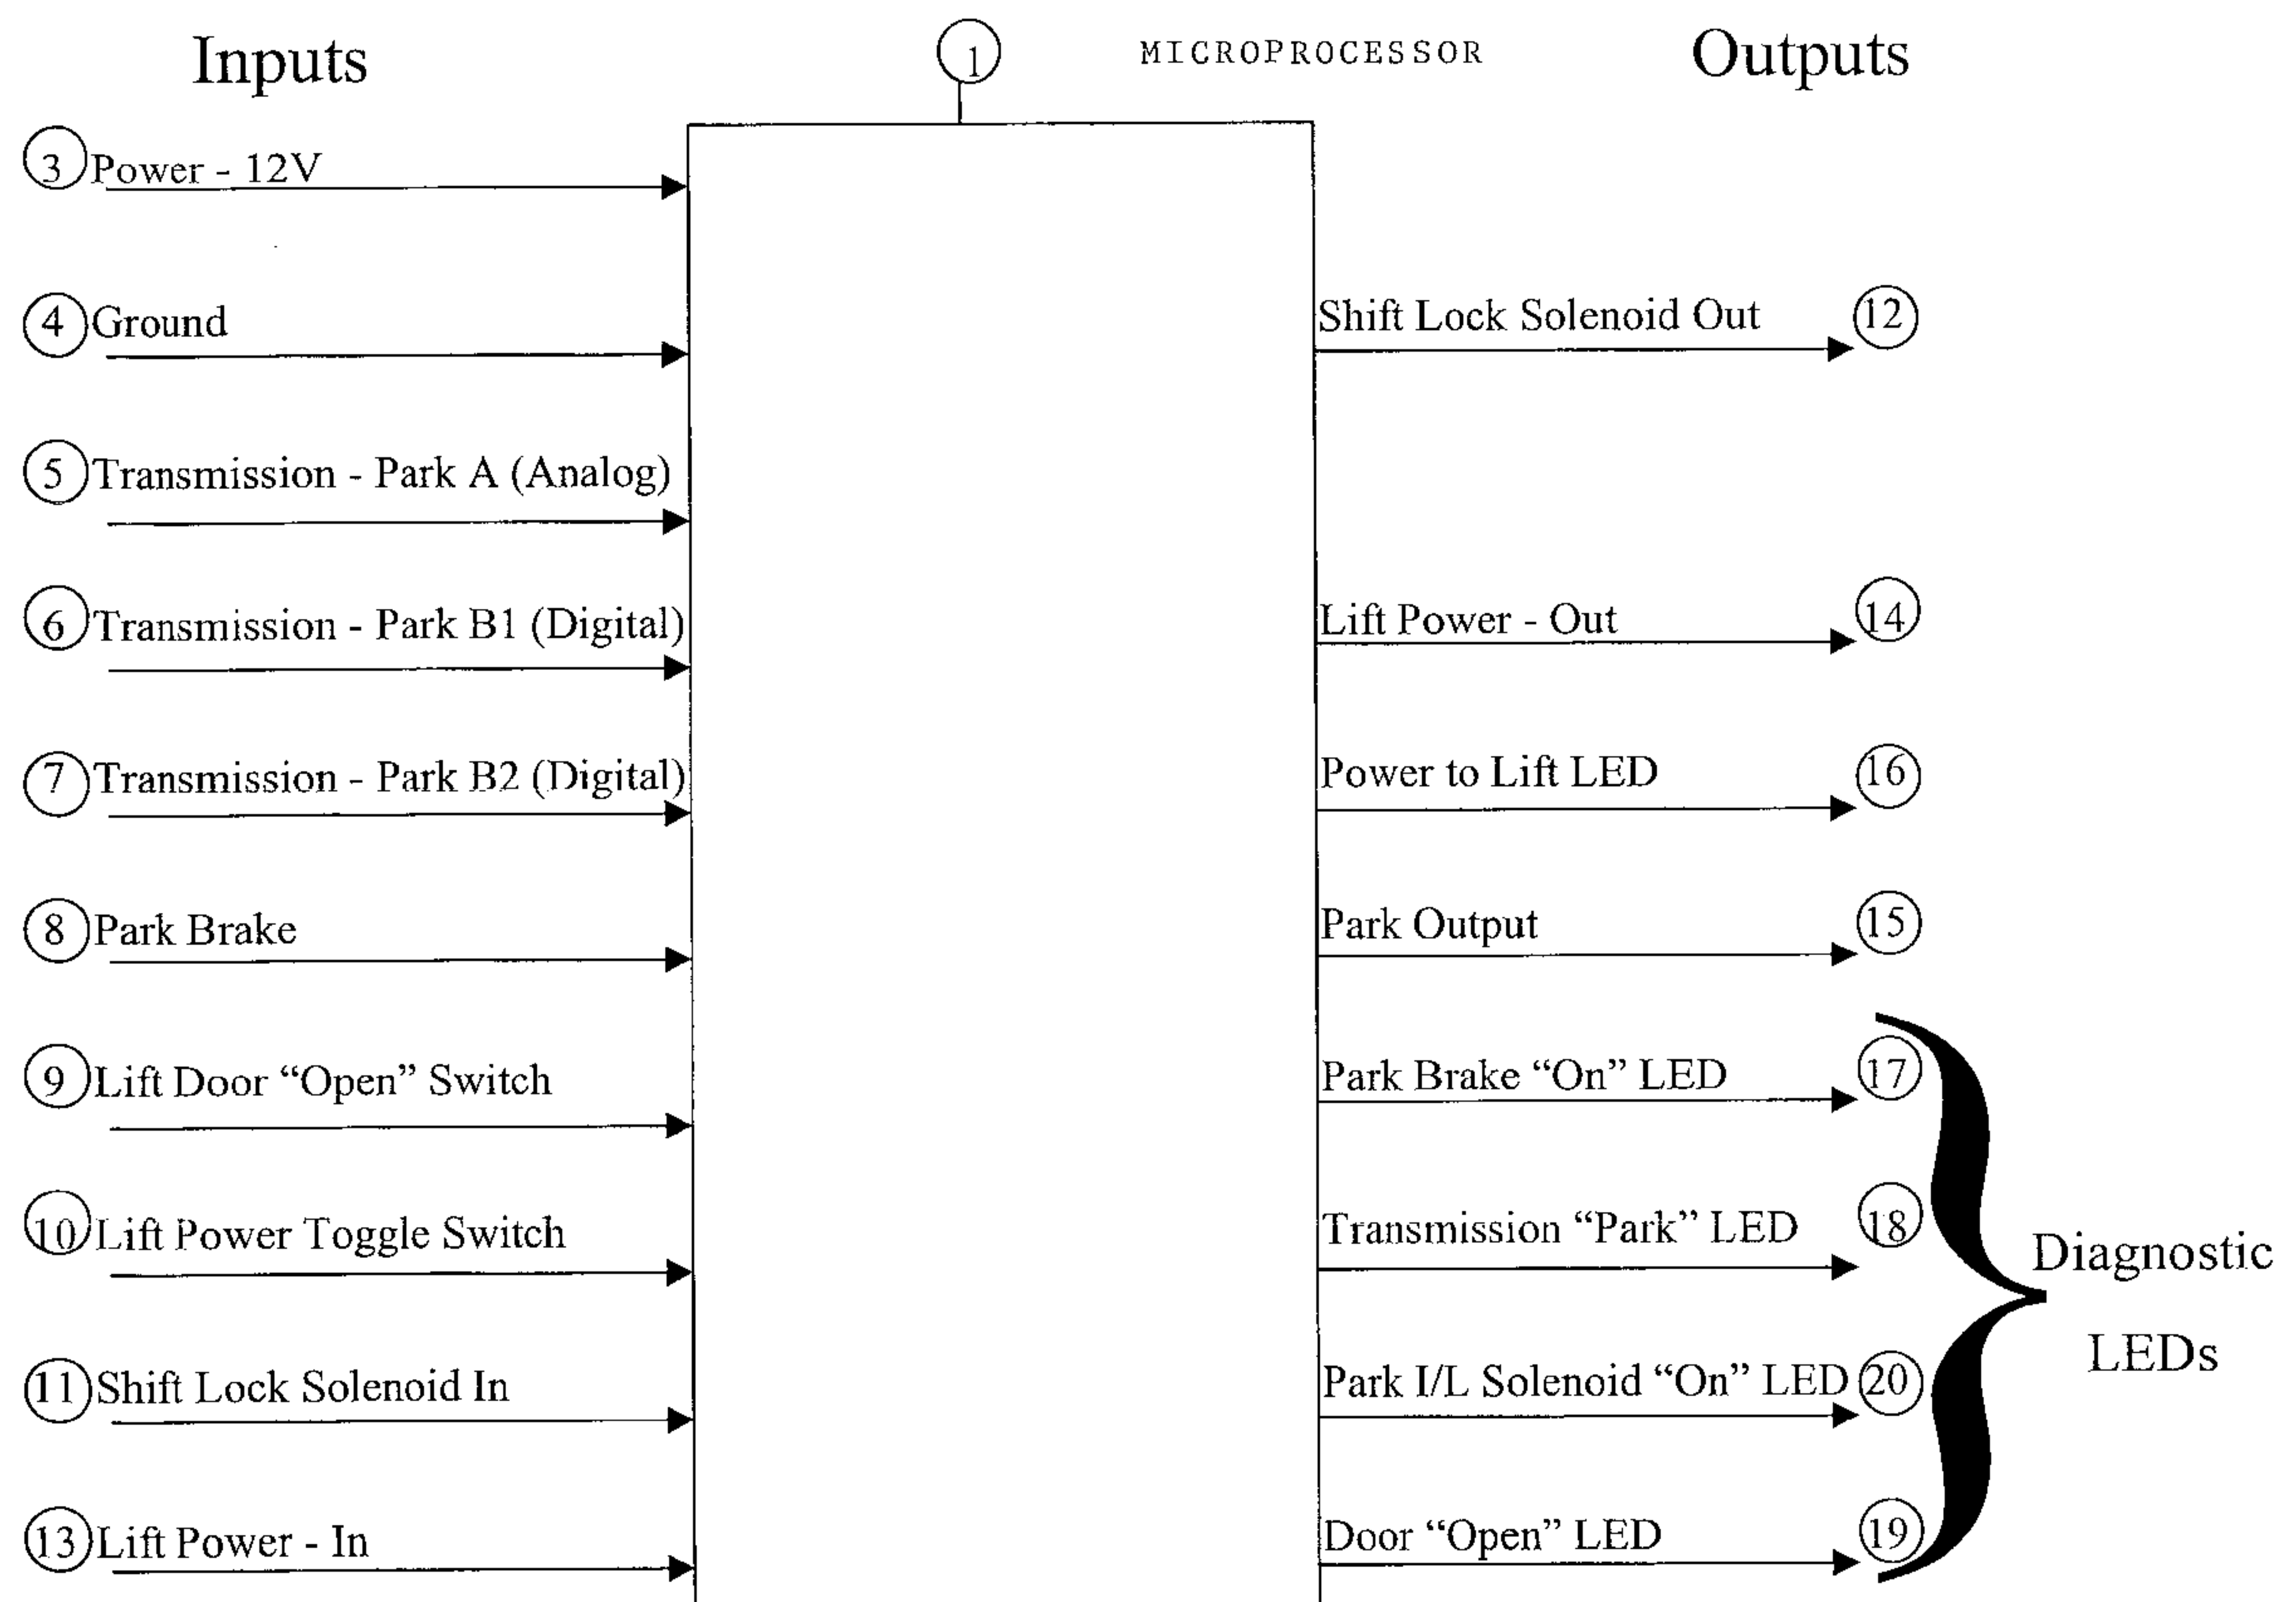 Inputs
1 MICROPROCESSOR
Outputs
3 Power - 12V
4 Ground
5 Transmission - Park A (Analog)
6 Transmission - Park B1 (Digital)
7 Transmission - Park B2 (Digital)
8 Park Brake
9 Lift Door “Open” Switch
10 Lift Power Toggle Switch
11 Shift Lock Solenoid In
13 Lift Power - In
Shift Lock Solenoid Out 12
Lift Power - Out 14
Power to Lift LED 16
Park Output 15
Park Brake “On” LED 17
Transmission “Park” LED 18
Park I/L Solenoid “On” LED 20
Door “Open” LED 19
Diagnostic
LEDs